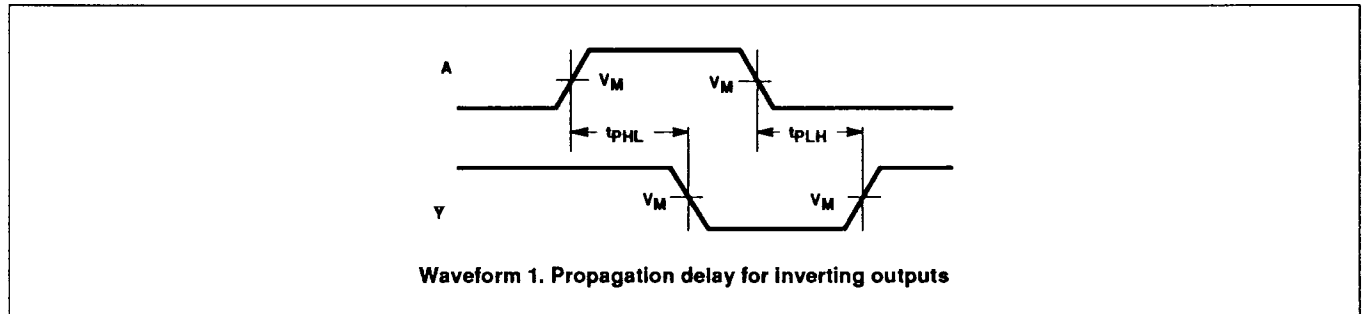 A
VM
VM
tPHL
tPLH
Y
VM
VM
Waveform 1. Propagation delay for inverting outputs